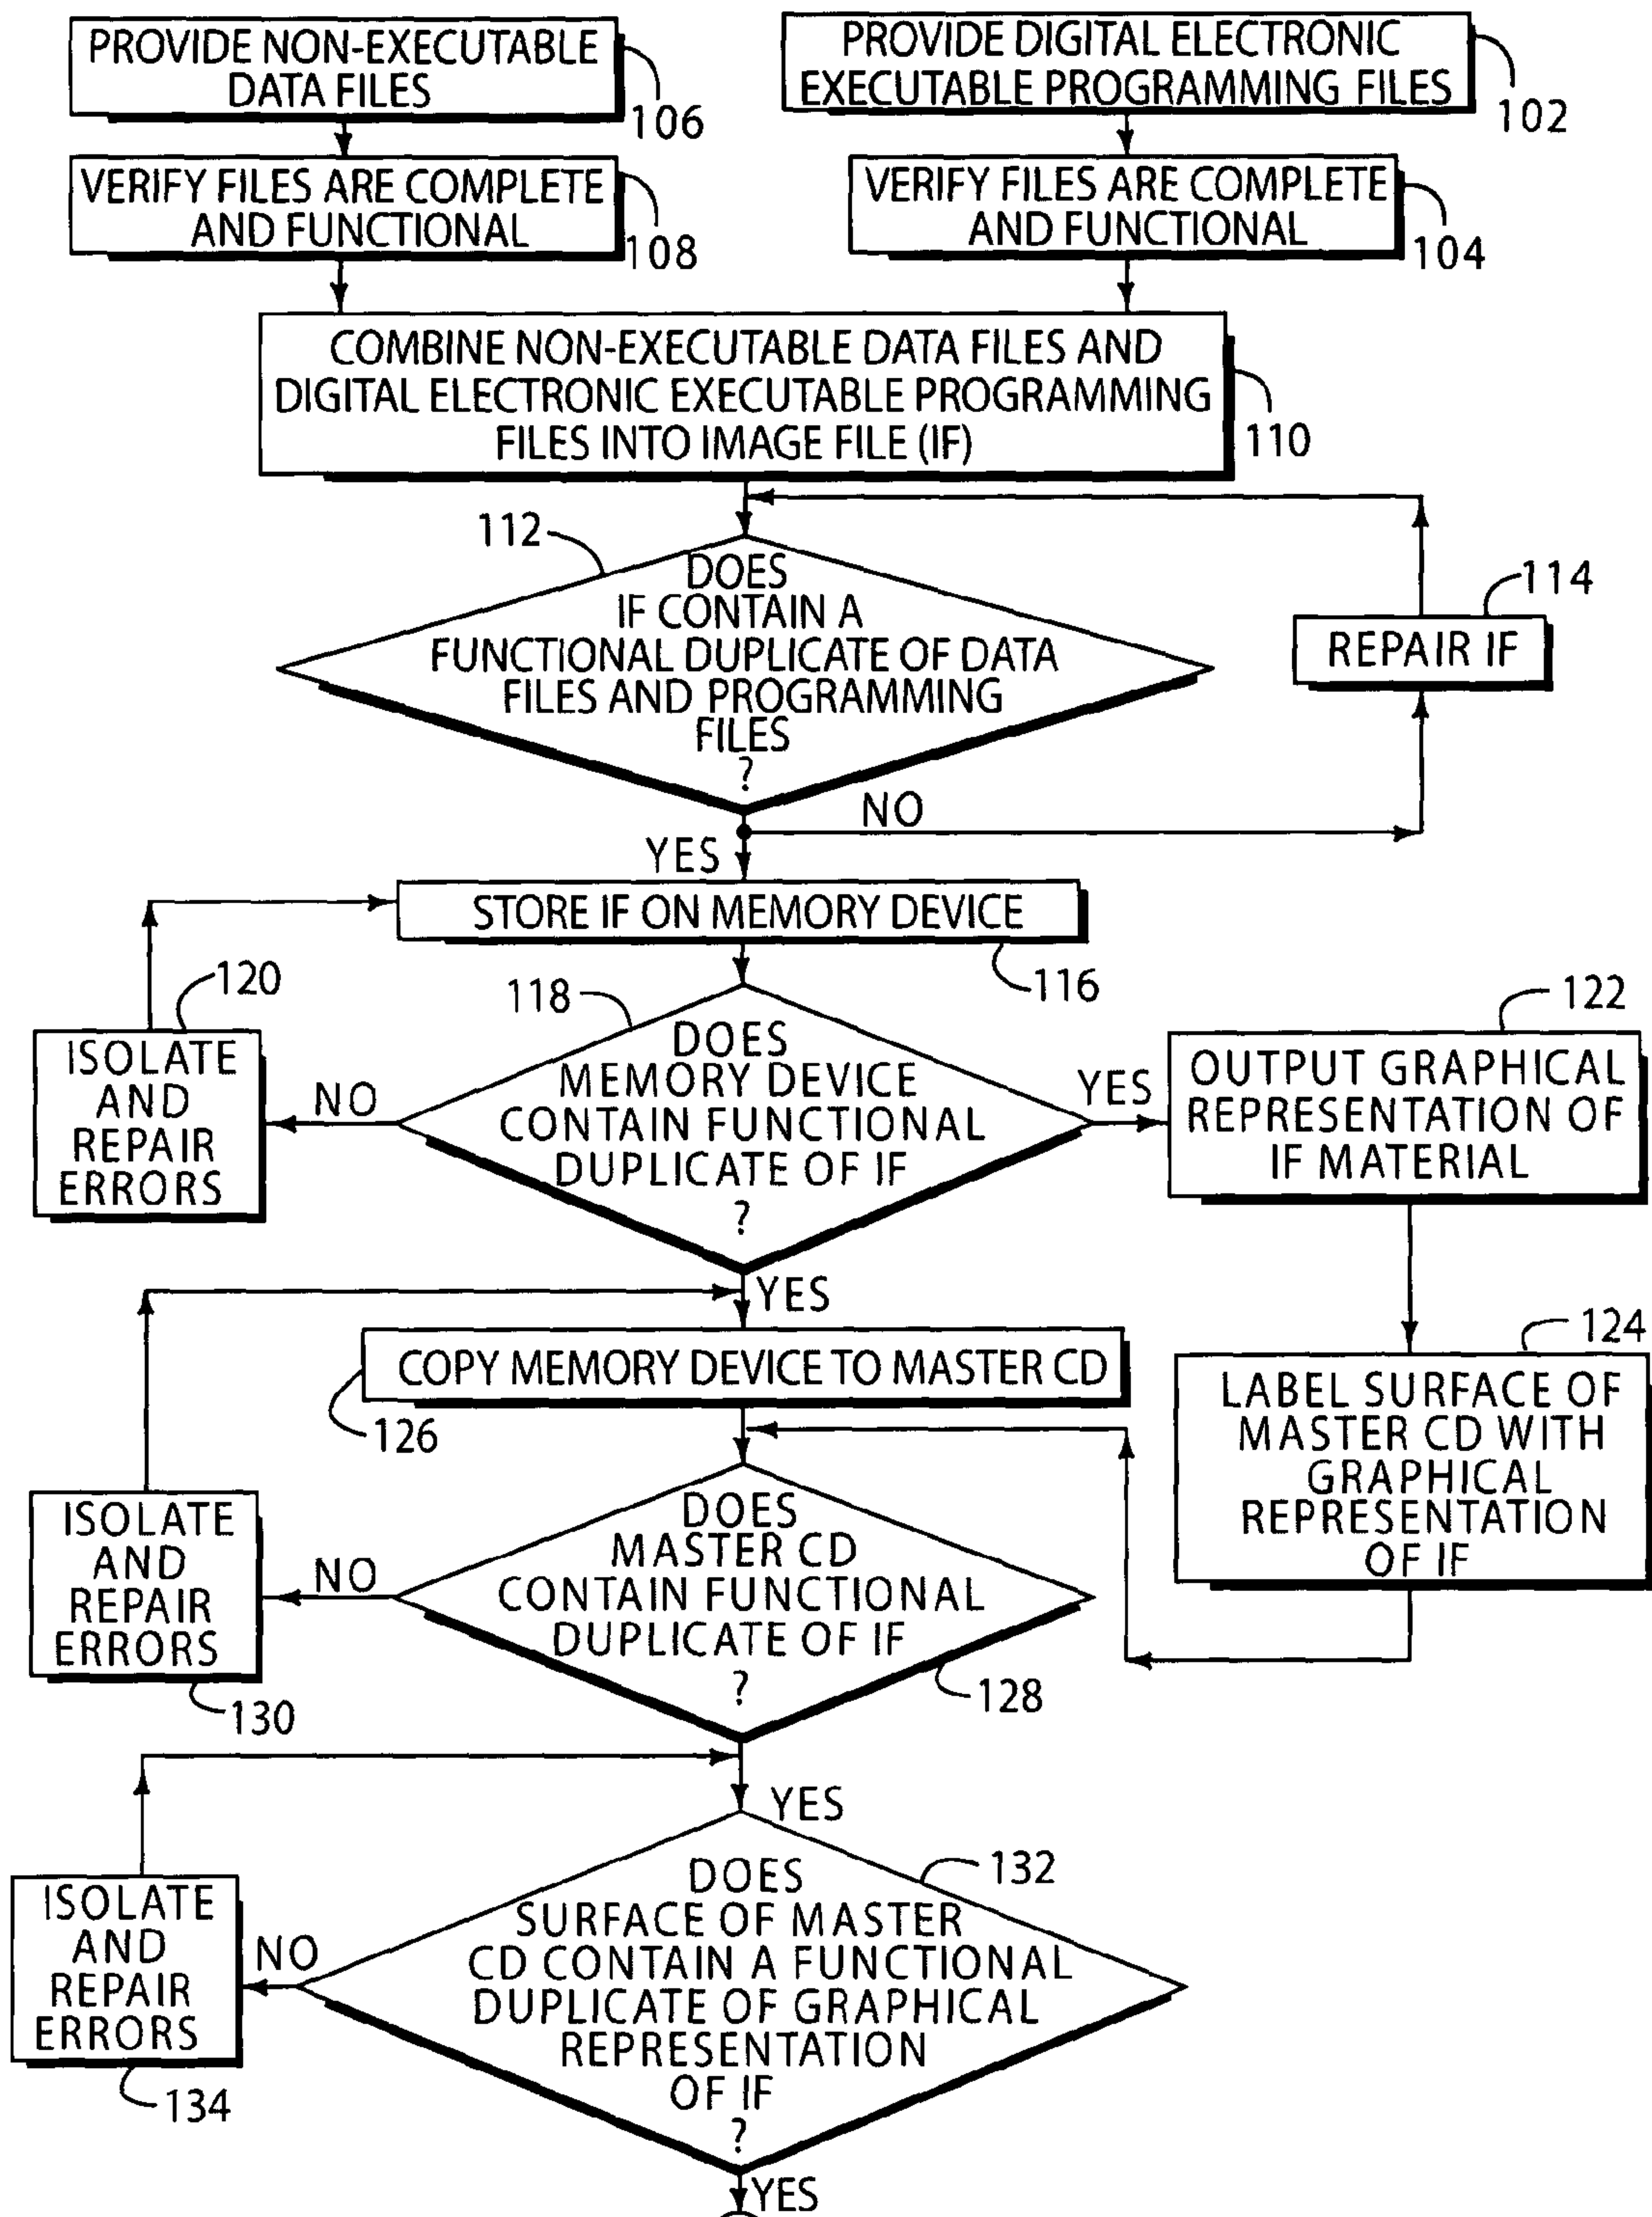 PROVIDE NON-EXECUTABLE
DATA FILES
106
PROVIDE DIGITAL ELECTRONIC
EXECUTABLE PROGRAMMING FILES
102
VERIFY FILES ARE COMPLETE
AND FUNCTIONAL
108
VERIFY FILES ARE COMPLETE
AND FUNCTIONAL
104
COMBINE NON-EXECUTABLE DATA FILES AND
DIGITAL ELECTRONIC EXECUTABLE PROGRAMMING
FILES INTO IMAGE FILE (IF)
110
112
DOES
IF CONTAIN A
FUNCTIONAL DUPLICATE OF DATA
FILES AND PROGRAMMING
FILES
?
114
REPAIR IF
NO
YES
STORE IF ON MEMORY DEVICE
116
120
ISOLATE
AND
REPAIR
ERRORS
NO
118
DOES
MEMORY DEVICE
CONTAIN FUNCTIONAL
DUPLICATE OF IF
?
YES
122
OUTPUT GRAPHICAL
REPRESENTATION OF
IF MATERIAL
YES
COPY MEMORY DEVICE TO MASTER CD
126
124
LABEL SURFACE OF
MASTER CD WITH
GRAPHICAL
REPRESENTATION
OF IF
ISOLATE
AND
REPAIR
ERRORS
130
NO
DOES
MASTER CD
CONTAIN FUNCTIONAL
DUPLICATE OF IF
?
128
YES
132
DOES
SURFACE OF MASTER
CD CONTAIN A FUNCTIONAL
DUPLICATE OF GRAPHICAL
REPRESENTATION
OF IF
?
NO
ISOLATE
AND
REPAIR
ERRORS
134
YES